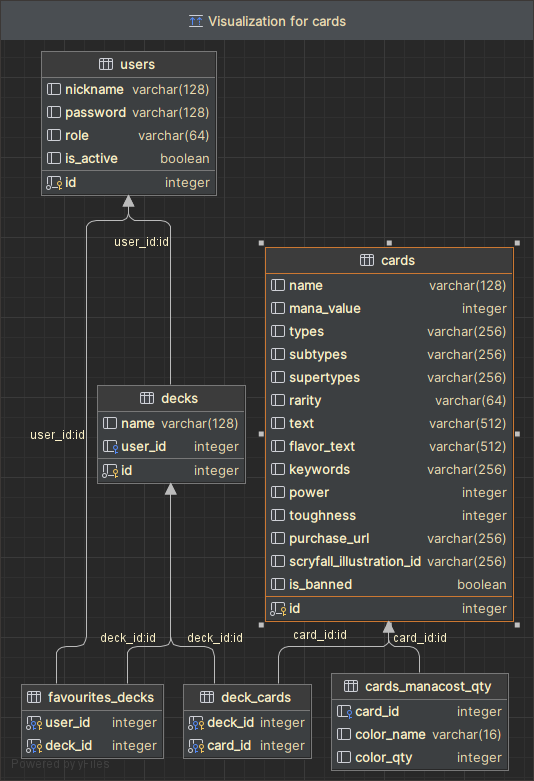 Visualization for cards
users
nickname varchar(128)
password varchar(128)
role varchar(64)
is_active boolean
id integer
user_id:id
cards
name varchar(128)
mana_value integer
types varchar(256)
subtypes varchar(256)
supertypes varchar(256)
rarity varchar(64)
text varchar(512)
flavor_text varchar(512)
keywords varchar(256)
power integer
toughness integer
purchase_url varchar(256)
scryfall_illustration_id varchar(256)
is_banned boolean
id integer
decks
name varchar(128)
user_id integer
id integer
user_id:id
deck_id:id
deck_id:id
card_id:id
card_id:id
favourites_decks
user_id integer
deck_id integer
deck_cards
deck_id integer
card_id integer
cards_manacost_qty
card_id integer
color_name varchar(16)
color_qty integer
Powered by yFiles